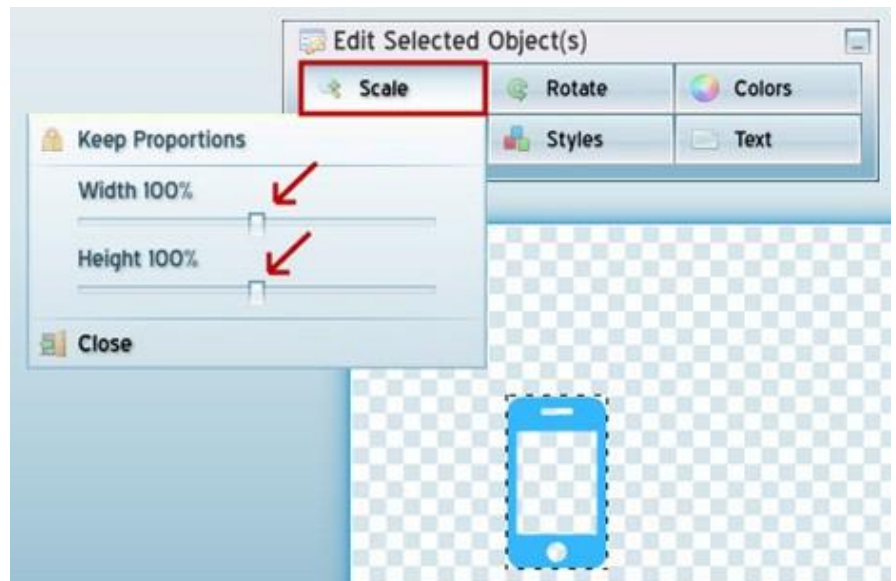 Edit Selected Object(s)
Scale
Rotate
Colors
Keep Proportions
Styles
Text
Width 100%
Height 100%
Close